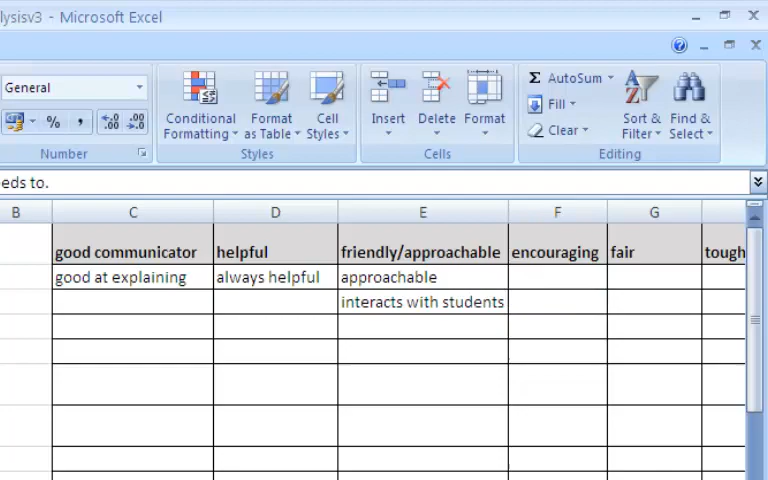 lysisv3 - Microsoft Excel
General
Conditional Formatting
Format as Table
Cell Styles
Insert
Delete
Format
Σ AutoSum
Fill
Clear
Sort & Filter
Find & Select
% , .00 .0
Number
Styles
Cells
Editing
eds to.
B C D E F G
good communicator helpful friendly/approachable encouraging fair tough
good at explaining always helpful approachable
interacts with students